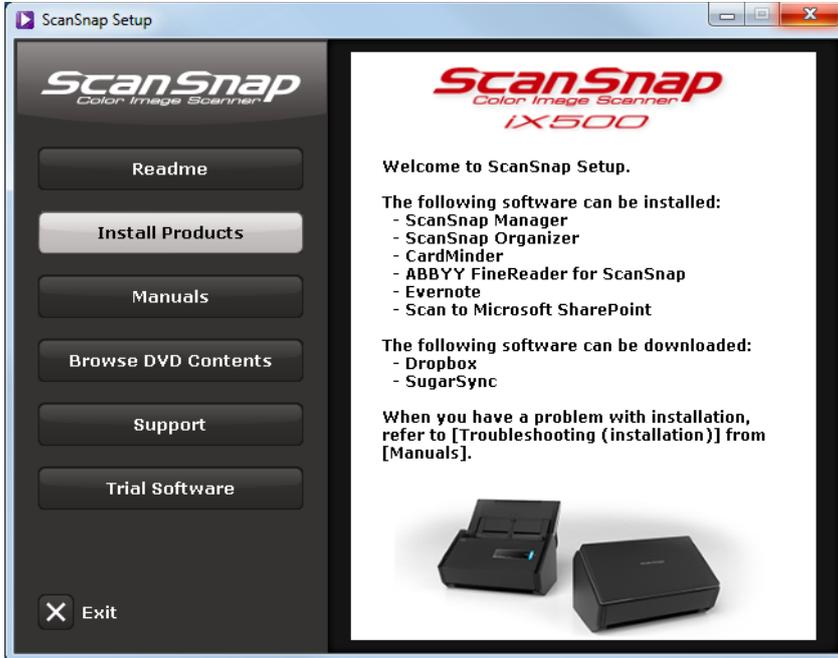 ScanSnap Setup
ScanSnap
Color Image Scanner
Readme
Install Products
Manuals
Browse DVD Contents
Support
Trial Software
Exit
ScanSnap
Color Image Scanner
iX500
Welcome to ScanSnap Setup.
The following software can be installed:
- ScanSnap Manager
- ScanSnap Organizer
- CardMinder
- ABBYY FineReader for ScanSnap
- Evernote
- Scan to Microsoft SharePoint
The following software can be downloaded:
- Dropbox
- SugarSync
When you have a problem with installation,
refer to [Troubleshooting (installation)] from
[Manuals].